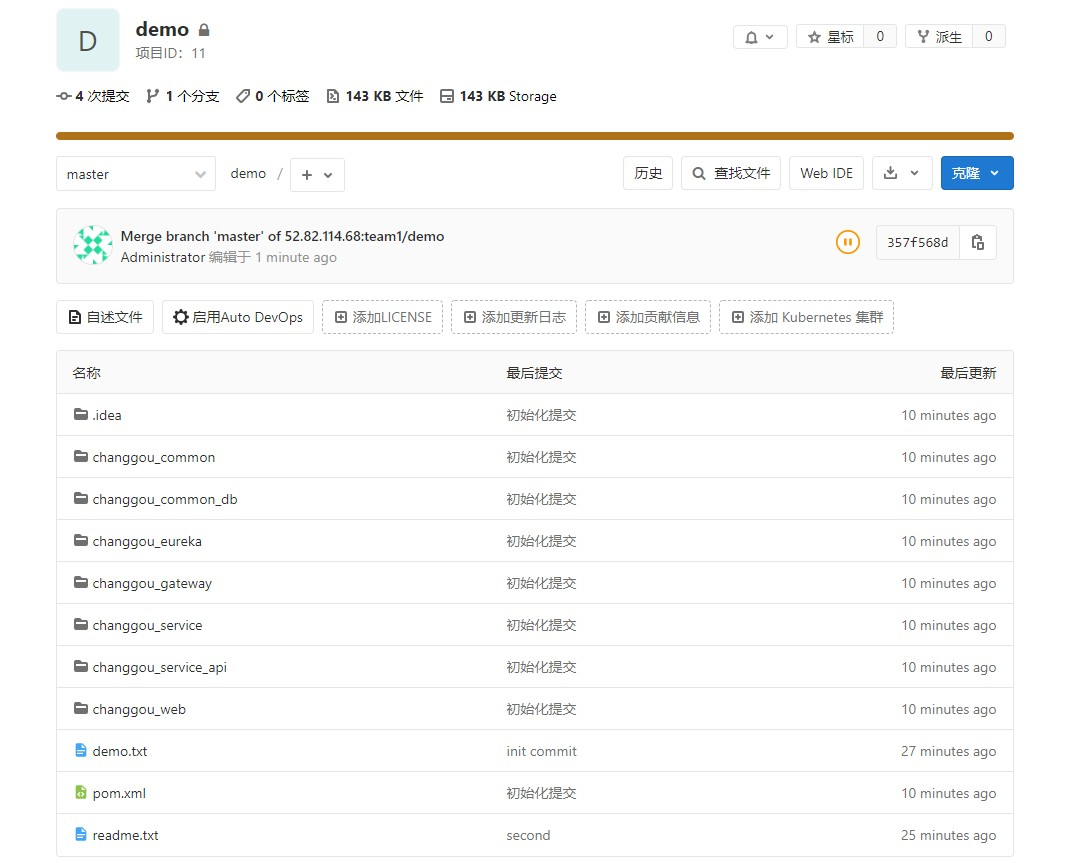 D
demo
项目ID: 11
星标 0
派生 0
4 次提交 1 个分支 0 个标签 143 KB 文件 143 KB Storage
master
demo /
历史
查找文件
Web IDE
克隆
Merge branch 'master' of 52.82.114.68:team1/demo
Administrator 编辑于 1 minute ago
357f568d
自述文件
启用Auto DevOps
添加LICENSE
添加更新日志
添加贡献信息
添加 Kubernetes 集群
名称 最后提交 最后更新
.idea 初始化提交 10 minutes ago
changgou_common 初始化提交 10 minutes ago
changgou_common_db 初始化提交 10 minutes ago
changgou_eureka 初始化提交 10 minutes ago
changgou_gateway 初始化提交 10 minutes ago
changgou_service 初始化提交 10 minutes ago
changgou_service_api 初始化提交 10 minutes ago
changgou_web 初始化提交 10 minutes ago
demo.txt init commit 27 minutes ago
pom.xml 初始化提交 10 minutes ago
readme.txt second 25 minutes ago